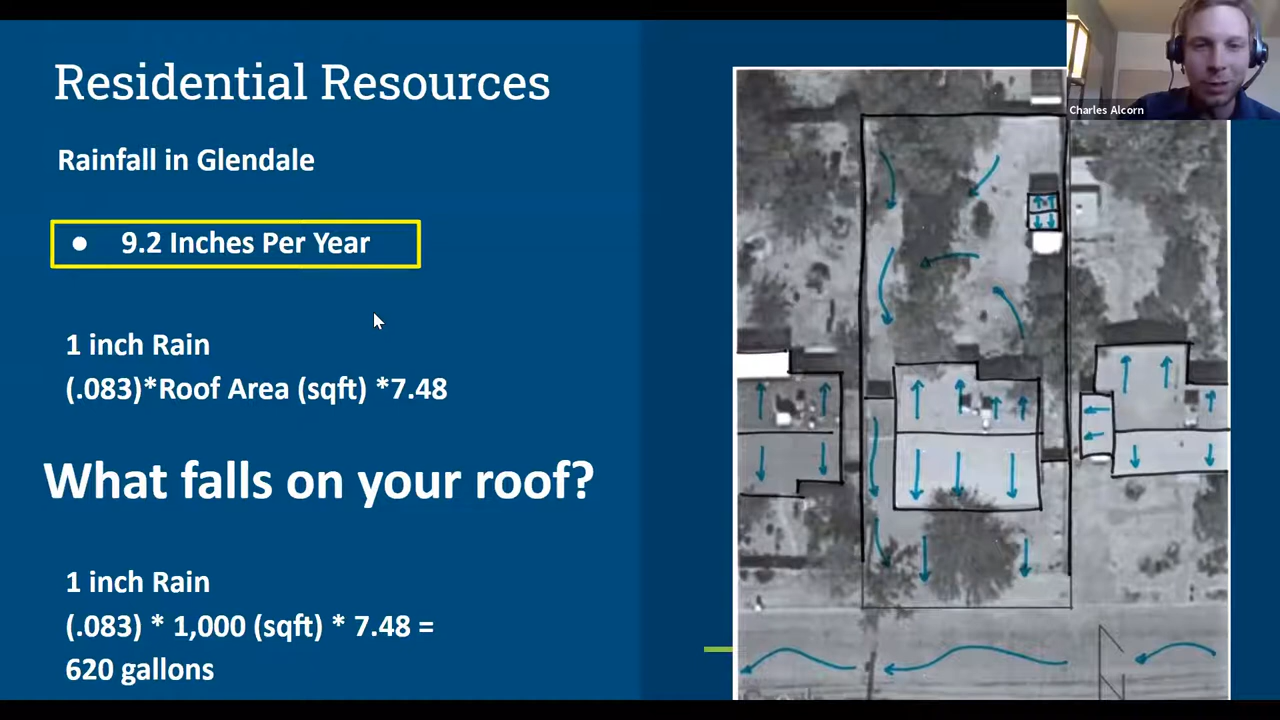 Residential Resources
Rainfall in Glendale
● 9.2 Inches Per Year
1 inch Rain
(.083)*Roof Area (sqft) *7.48
What falls on your roof?
1 inch Rain
(.083) * 1,000 (sqft) * 7.48 =
620 gallons
Charles Alcorn